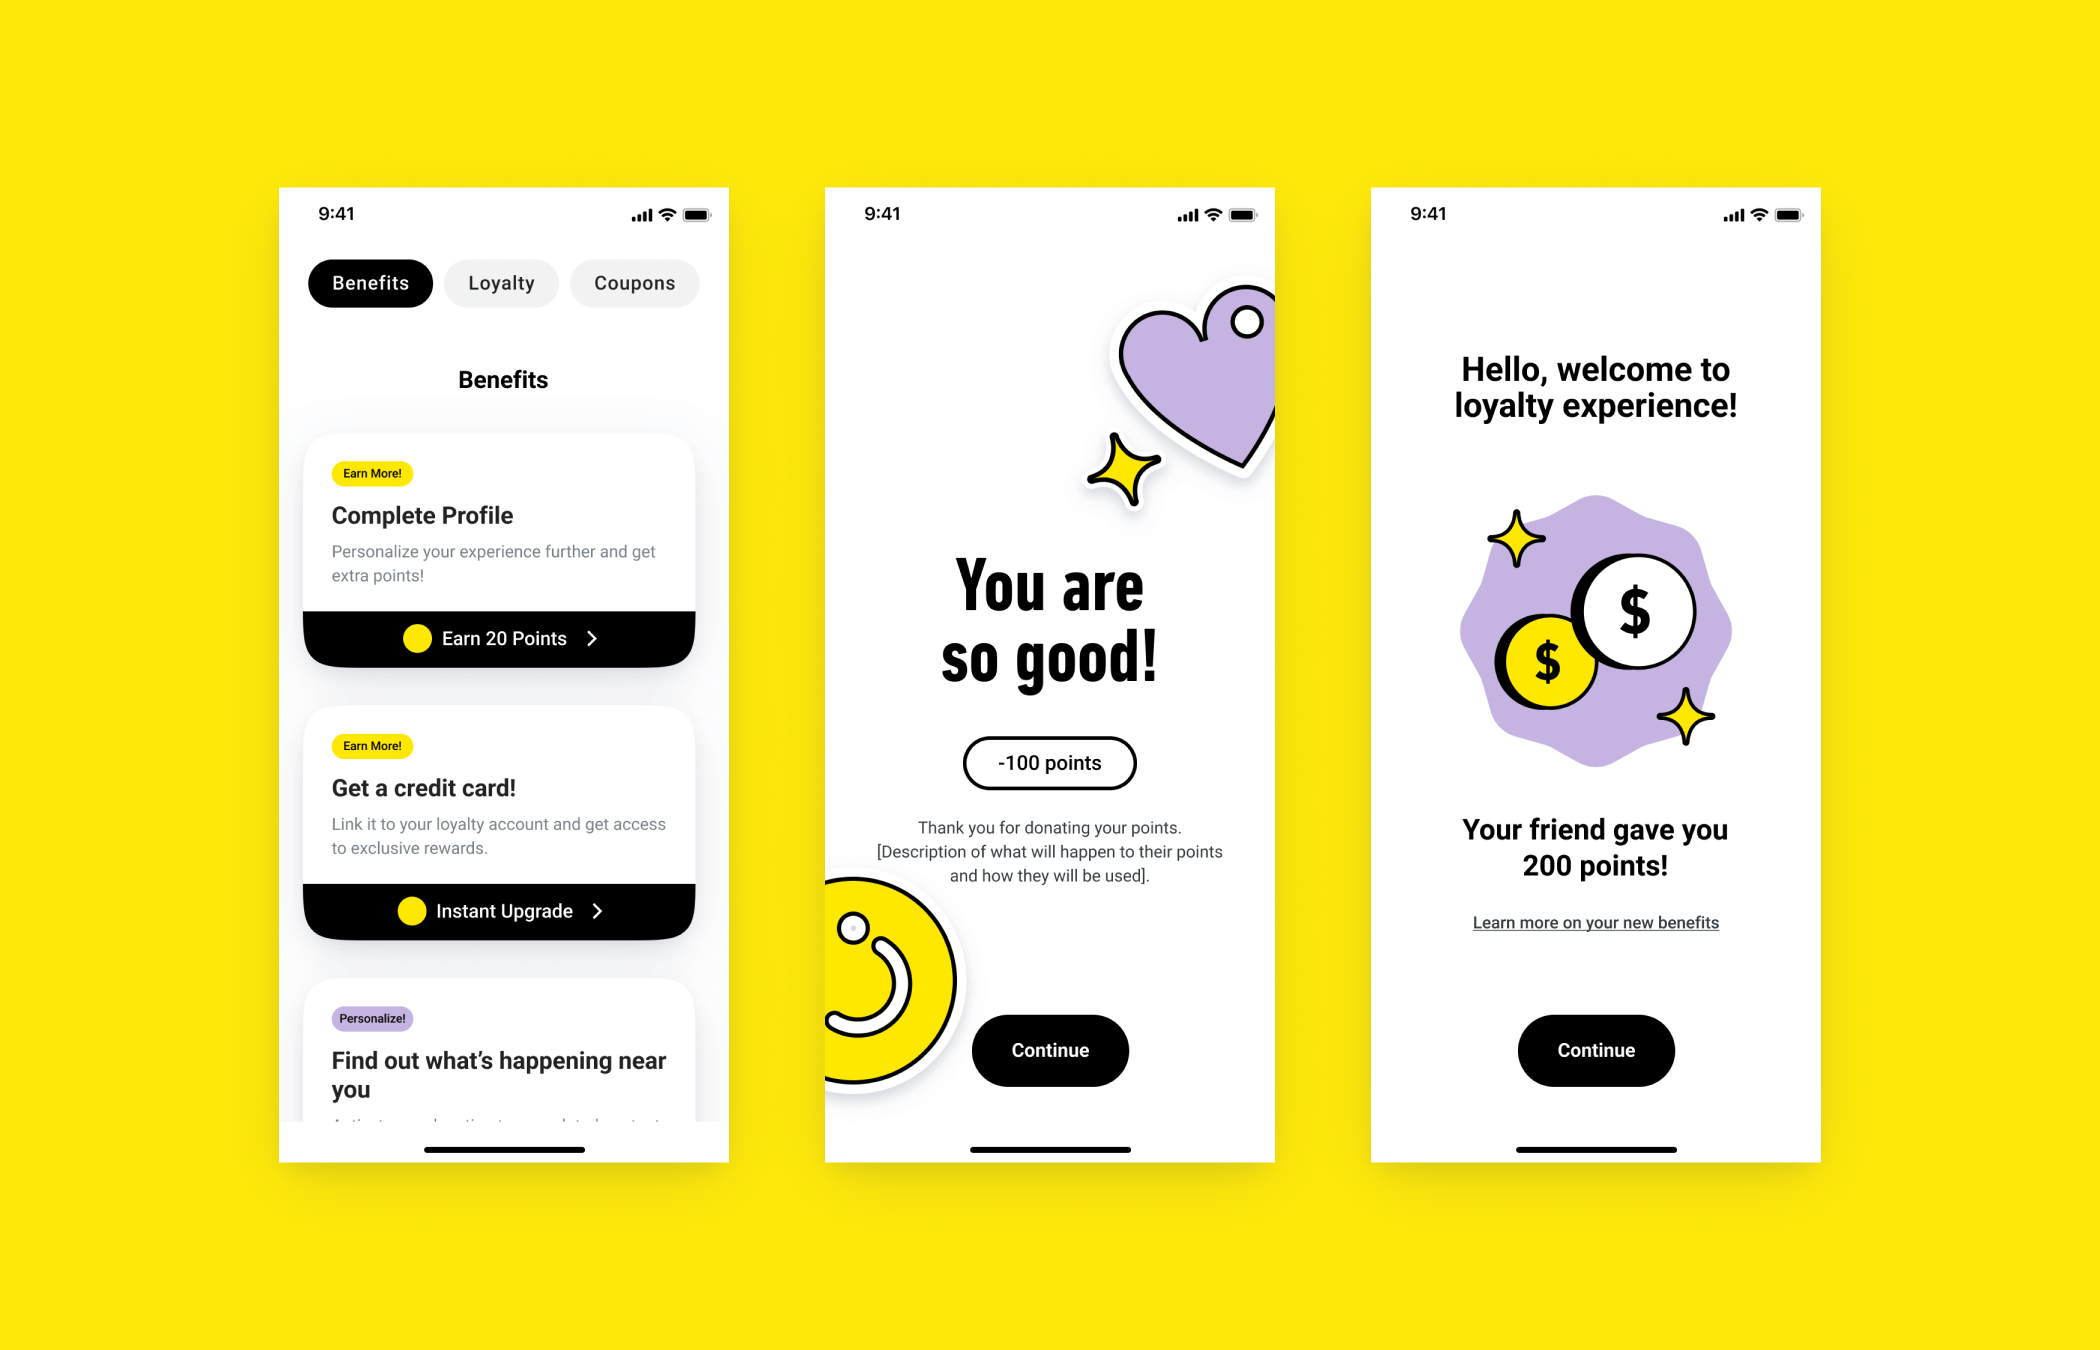 9:41
Benefits
Loyalty
Coupons
Benefits
Earn More!
Complete Profile
Personalize your experience further and get
extra points!
Earn 20 Points
Earn More!
Get a credit card!
Link it to your loyalty account and get access
to exclusive rewards.
Instant Upgrade
Personalize!
Find out what’s happening near
you
9:41
You are
so good!
-100 points
Thank you for donating your points.
[Description of what will happen to their points
and how they will be used].
Continue
9:41
Hello, welcome to
loyalty experience!
$
$
Your friend gave you
200 points!
Learn more on your new benefits
Continue